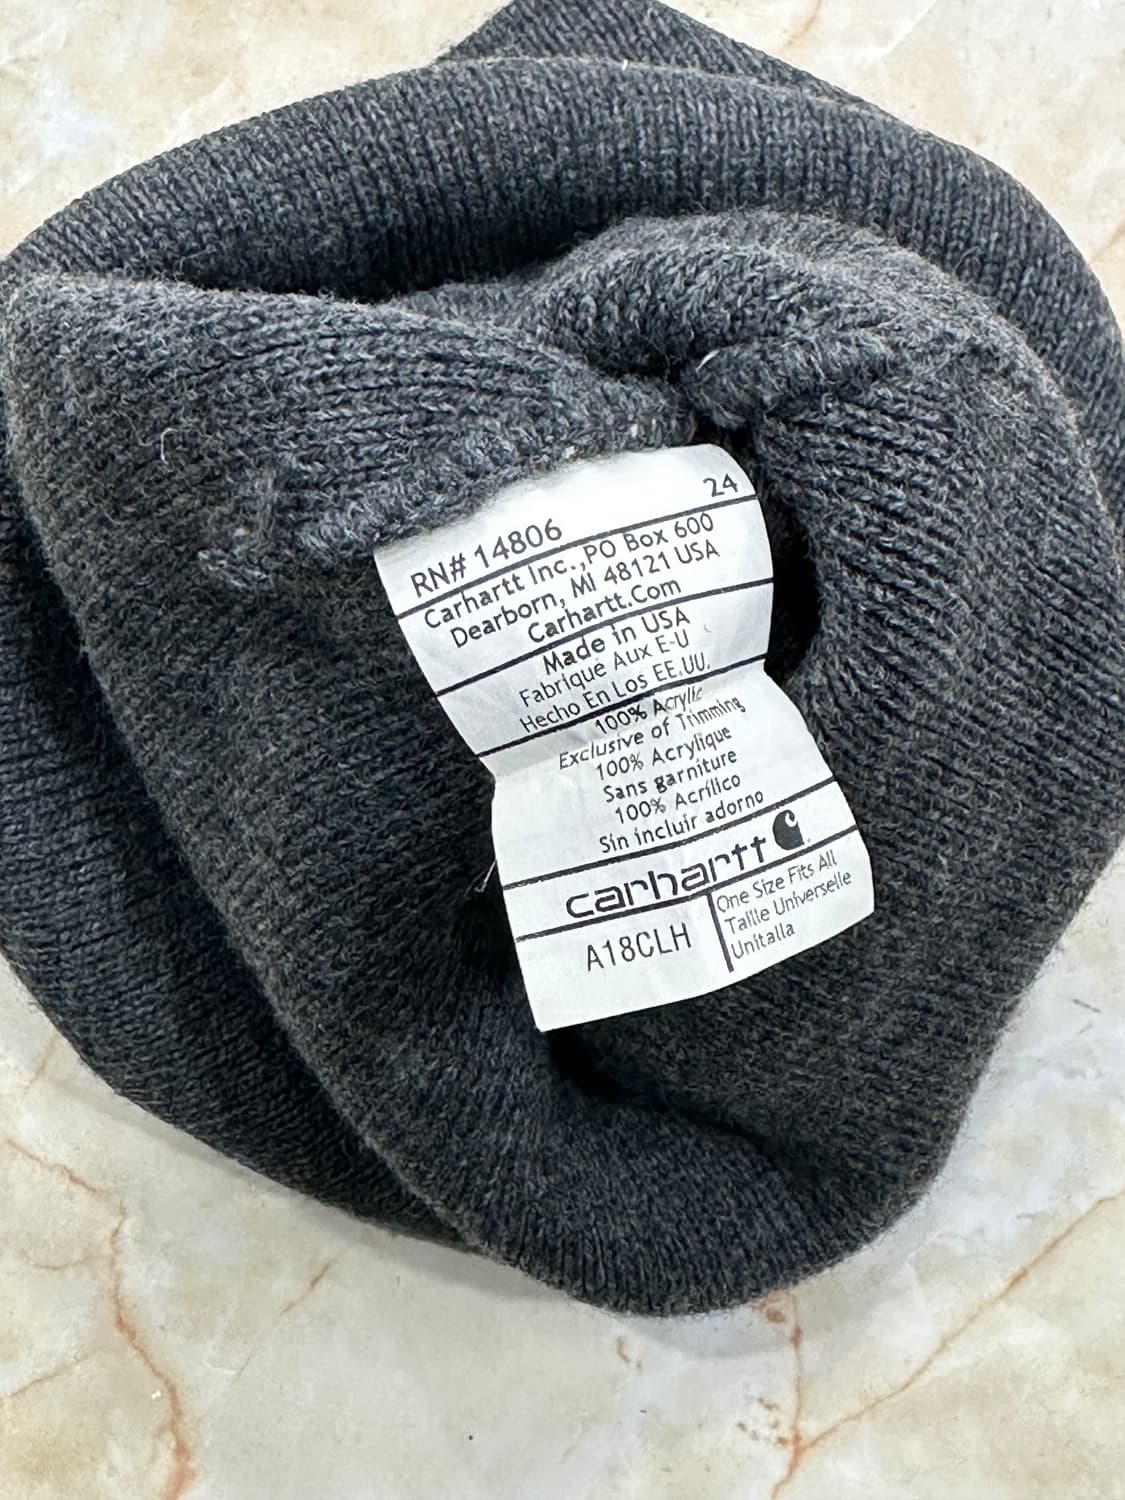 24
RN# 14806
Carhartt Inc.,PO Box 600
Dearborn, MI 48121 USA
Carhartt.Com
Made in USA
Fabriqué Aux E-U
Hecho En Los EE.UU.
100% Acrylic
Exclusive of Trimming
100% Acrylique
Sans garniture
100% Acrílico
Sin incluir adorno
carhartt
A18CLH
One Size Fits All
Taille Universelle
Unitalla